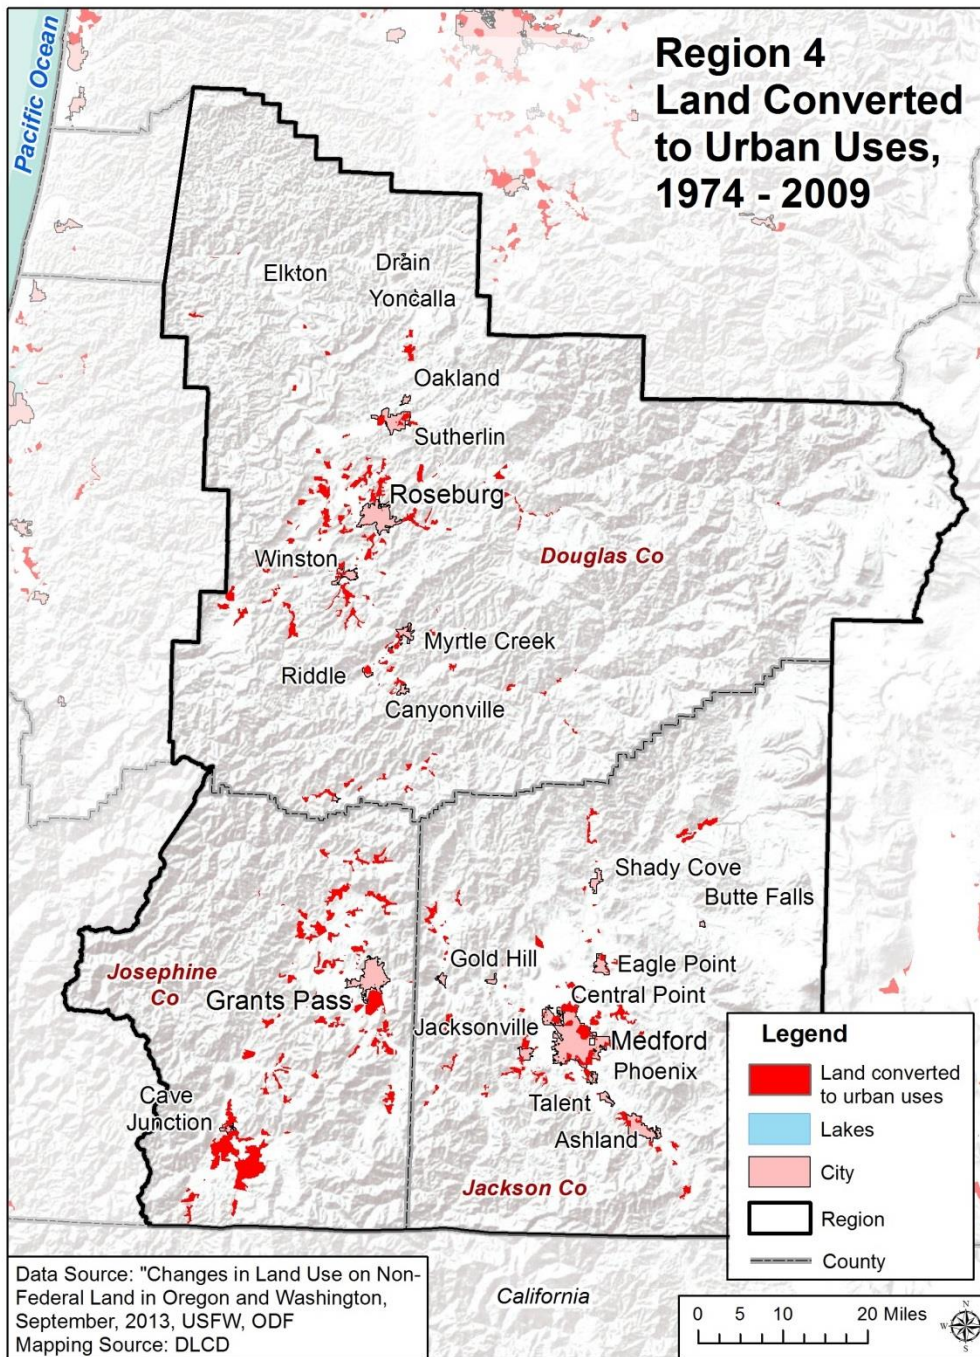 Region 4
Land Converted
to Urban Uses,
1974 - 2009
Pacific Ocean
Elkton
Drain
Yoncalla
Oakland
Sutherlin
Roseburg
Winston
Douglas Co
Myrtle Creek
Riddle
Canyonville
Shady Cove
Butte Falls
Gold Hill
Eagle Point
Josephine
Co
Grants Pass
Central Point
Jacksonville
Medford
Phoenix
Cave
Junction
Talent
Ashland
Jackson Co
Legend
Land converted
to urban uses
Lakes
City
Region
County
Data Source: "Changes in Land Use on Non-
Federal Land in Oregon and Washington,
September, 2013, USFW, ODF
Mapping Source: DLCD
California
0 5 10 20 Miles
N
W E
S